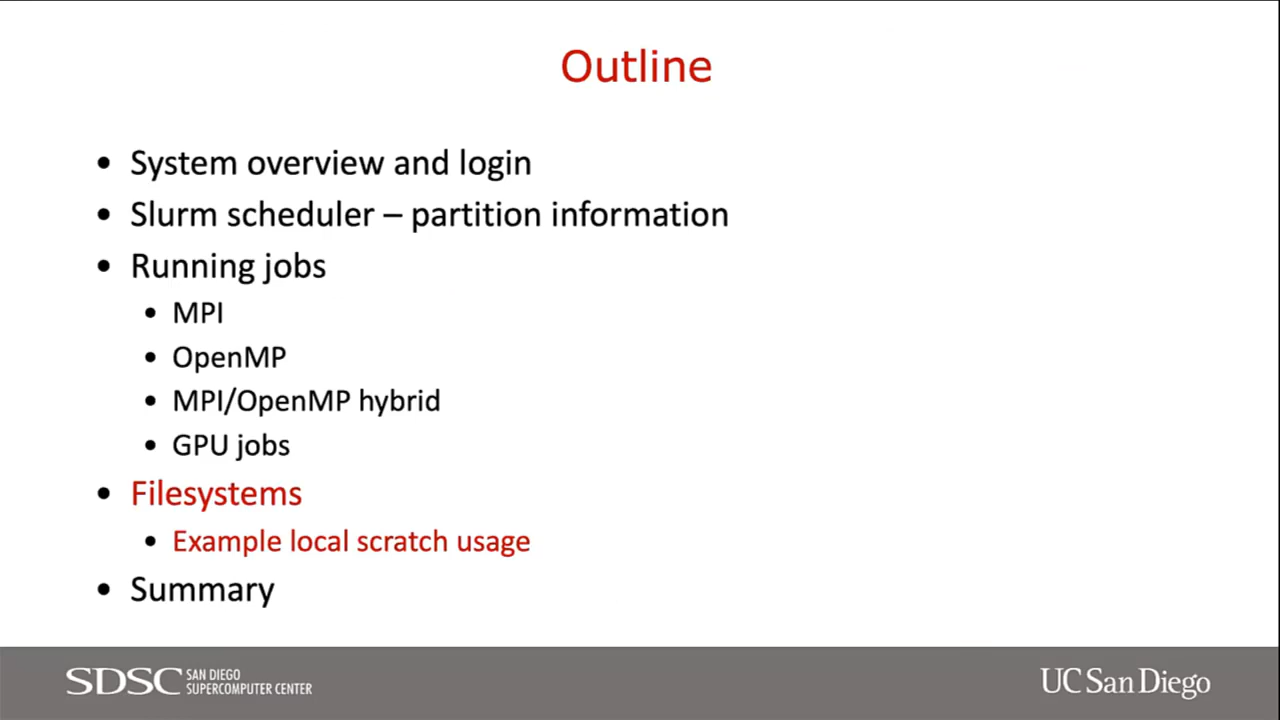 Outline
• System overview and login
• Slurm scheduler – partition information
• Running jobs
• MPI
• OpenMP
• MPI/OpenMP hybrid
• GPU jobs
• Filesystems
• Example local scratch usage
• Summary
SDSC SAN DIEGO
SUPERCOMPUTER CENTER
UC San Diego